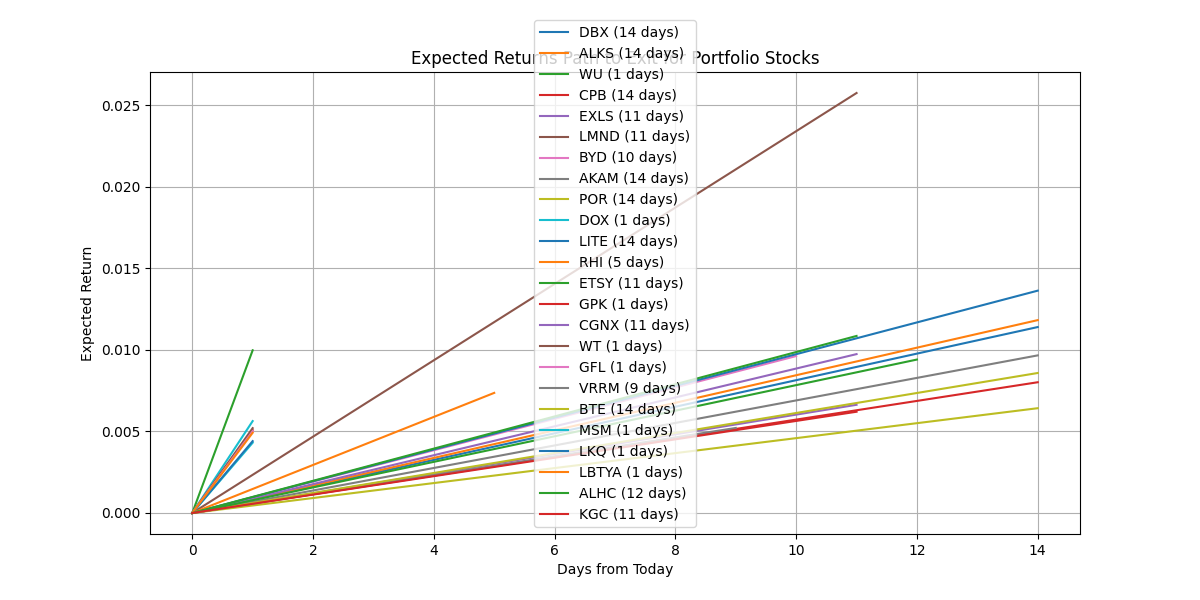 Expected Returns Path to Exit for Portfolio Stocks
DBX (14 days)
ALKS (14 days)
WU (1 days)
CPB (14 days)
EXLS (11 days)
LMND (11 days)
BYD (10 days)
AKAM (14 days)
POR (14 days)
DOX (1 days)
LITE (14 days)
RHI (5 days)
ETSY (11 days)
GPK (1 days)
CGNX (11 days)
WT (1 days)
GFL (1 days)
VRRM (9 days)
BTE (14 days)
MSM (1 days)
LKQ (1 days)
LBTYA (1 days)
ALHC (12 days)
KGC (11 days)
Expected Return
0.025
0.020
0.015
0.010
0.005
0.000
0 2 4 6 8 10 12 14
Days from Today